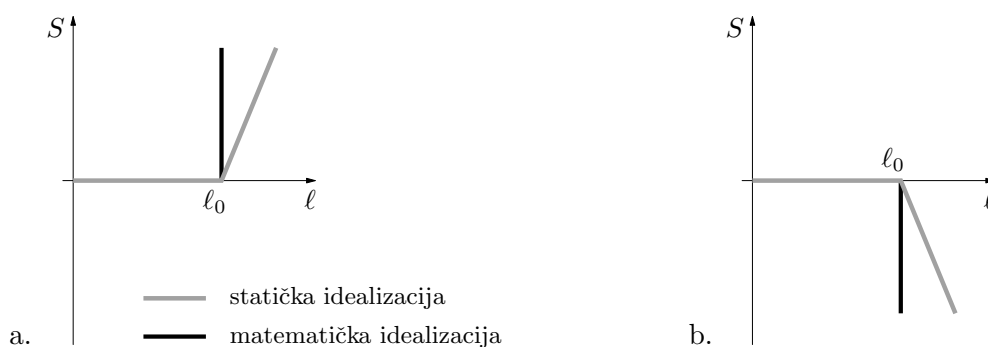 S
ℓ₀
ℓ
statička idealizacija
matematička idealizacija
a.
S
ℓ₀
ℓ
b.